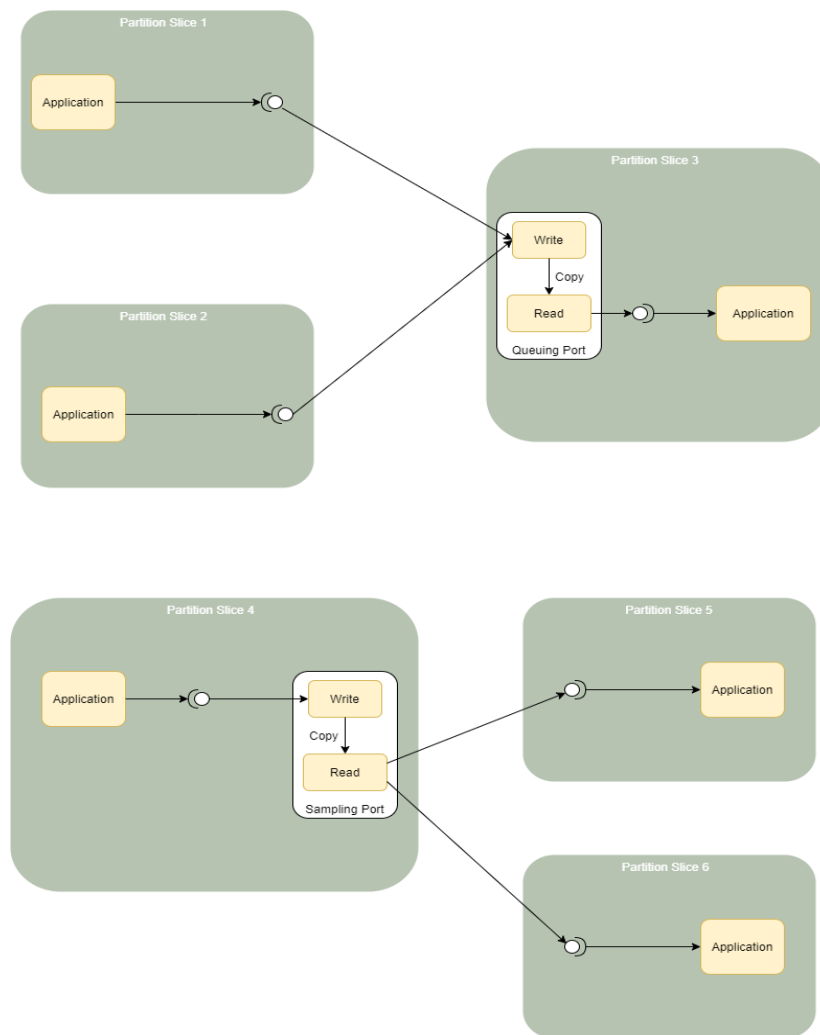 Partition Slice 1
Application
Partition Slice 3
Write
Copy
Read
Queuing Port
Application
Partition Slice 2
Application
Partition Slice 4
Application
Write
Copy
Read
Sampling Port
Partition Slice 5
Application
Partition Slice 6
Application